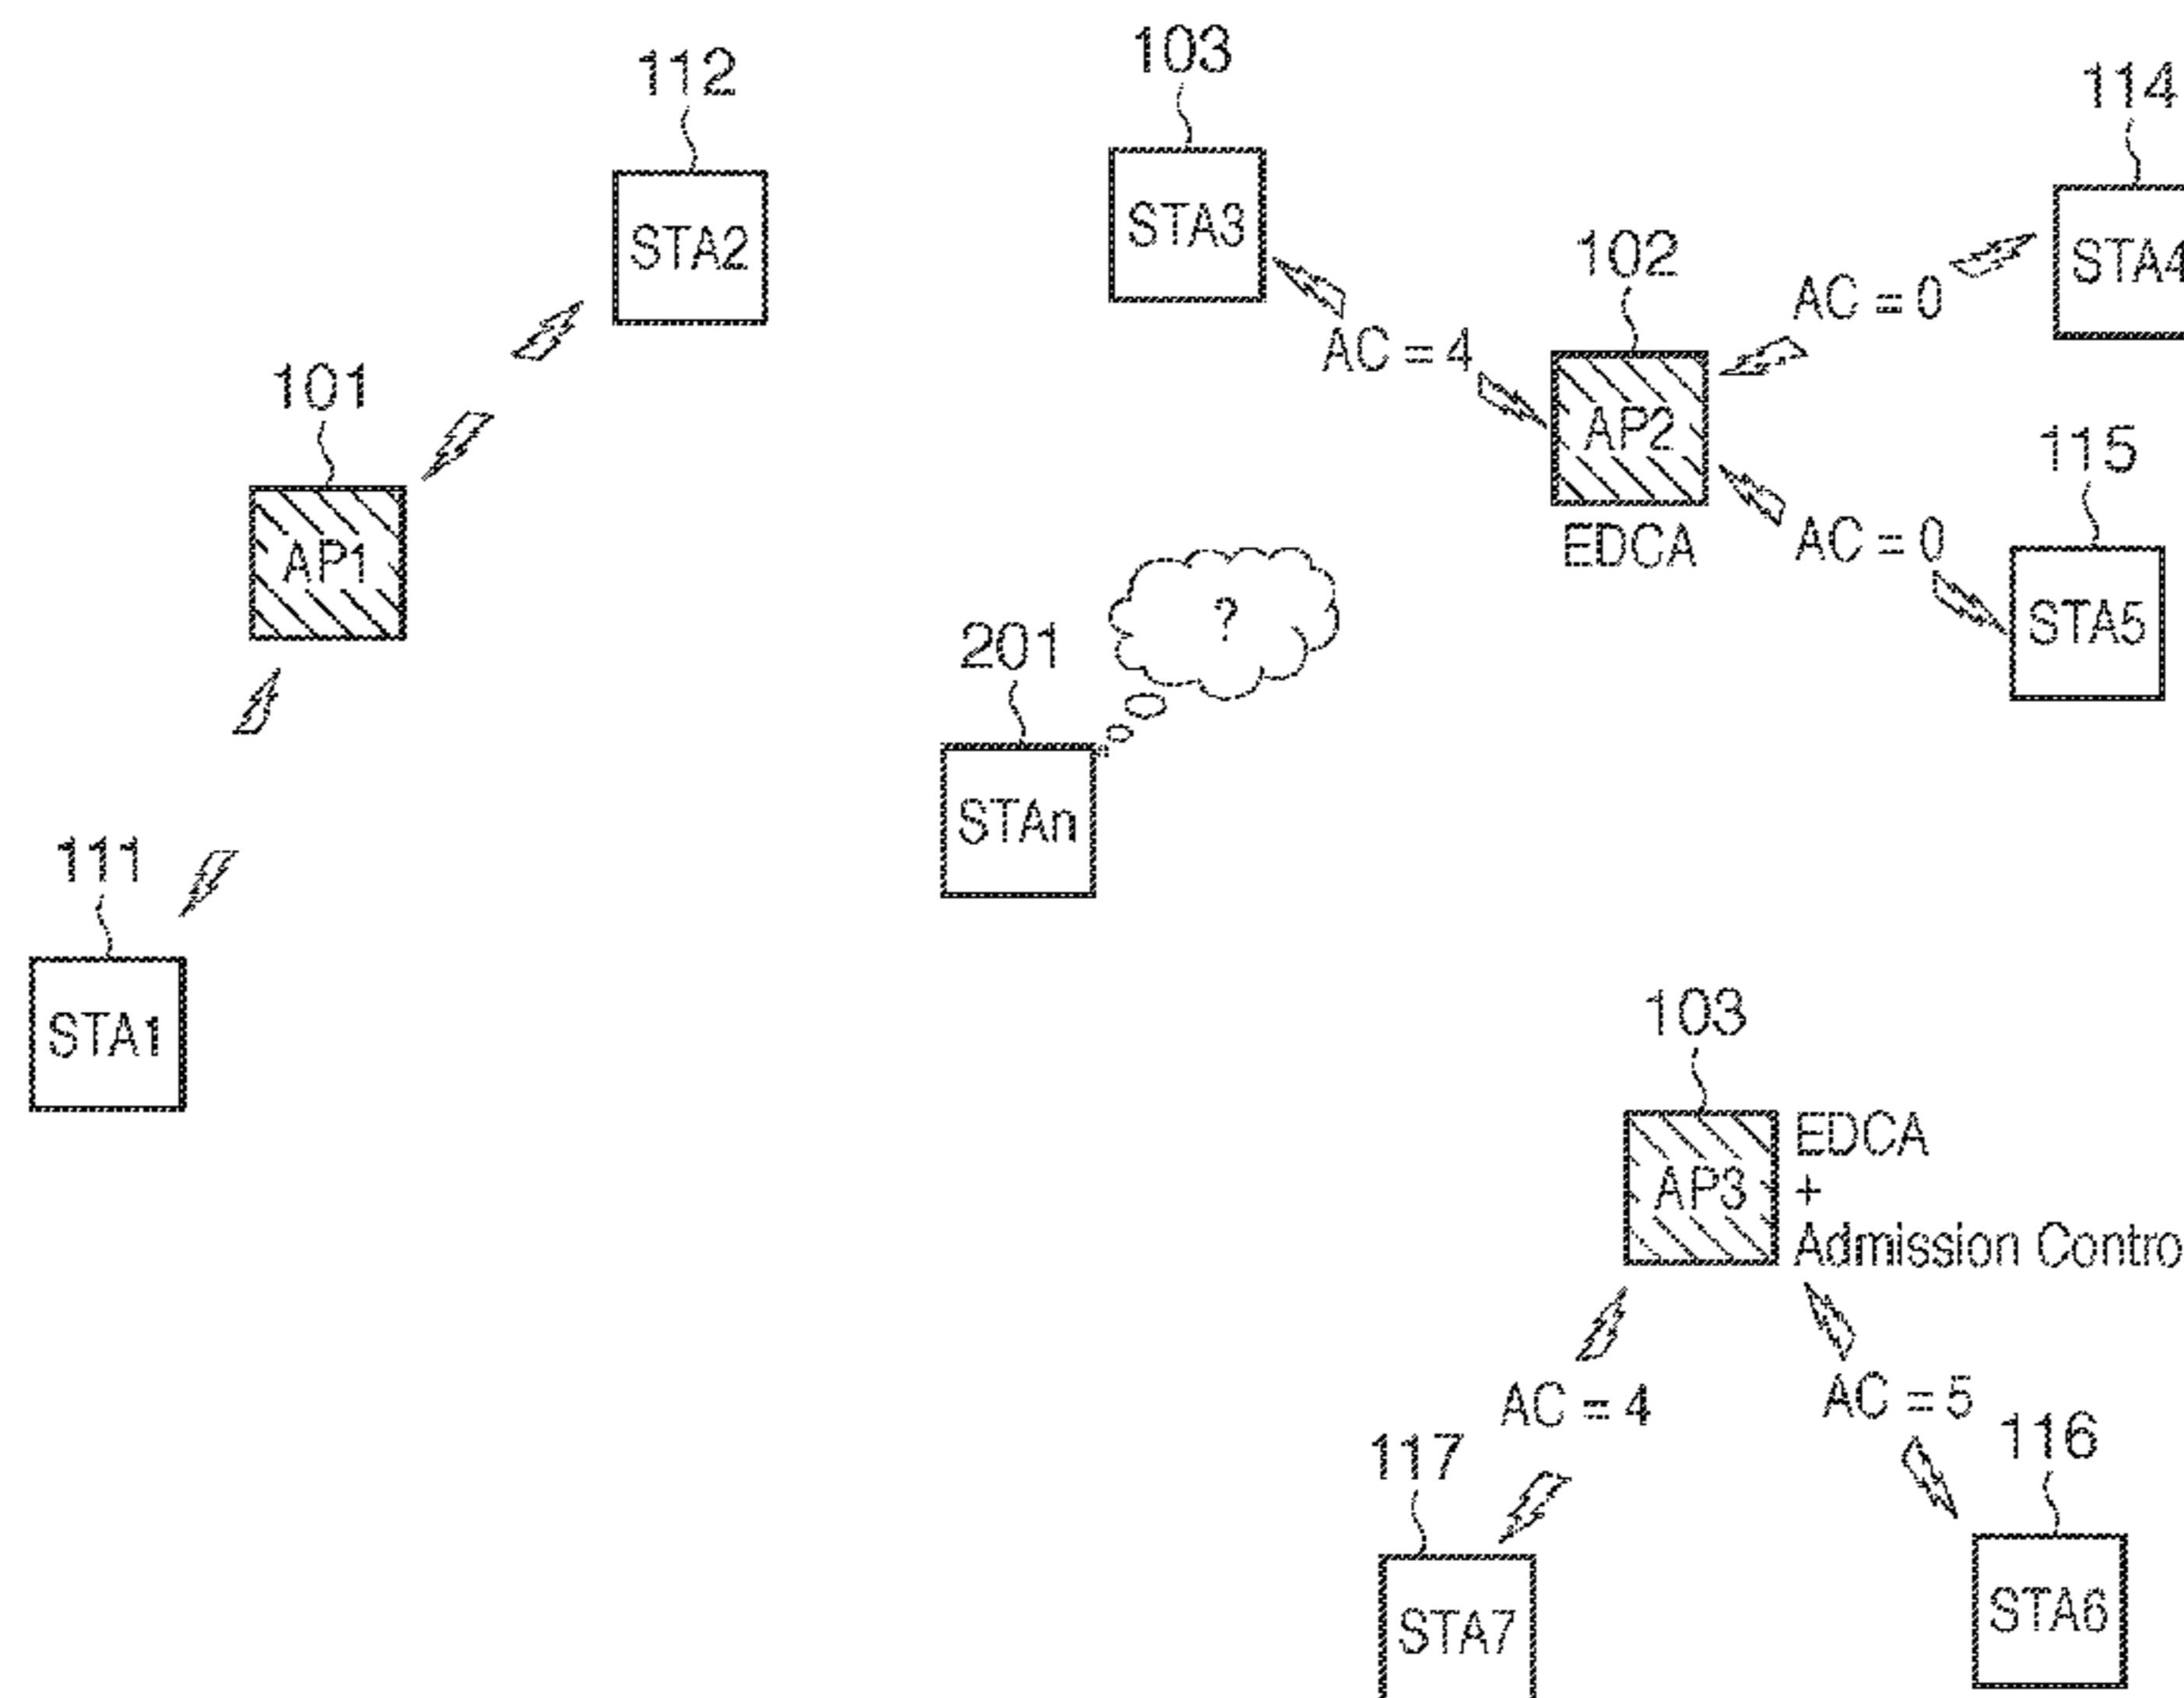 112
STA2
101
AP1
111
STA1
103
STA3
AC = 4
102
AP2
EDCA
AC = 0
114
STA4
AC = 0
115
STA5
?
201
STAn
103
AP3
EDCA
+
Admission Contro
AC = 4
117
STA7
AC = 5
116
STA6